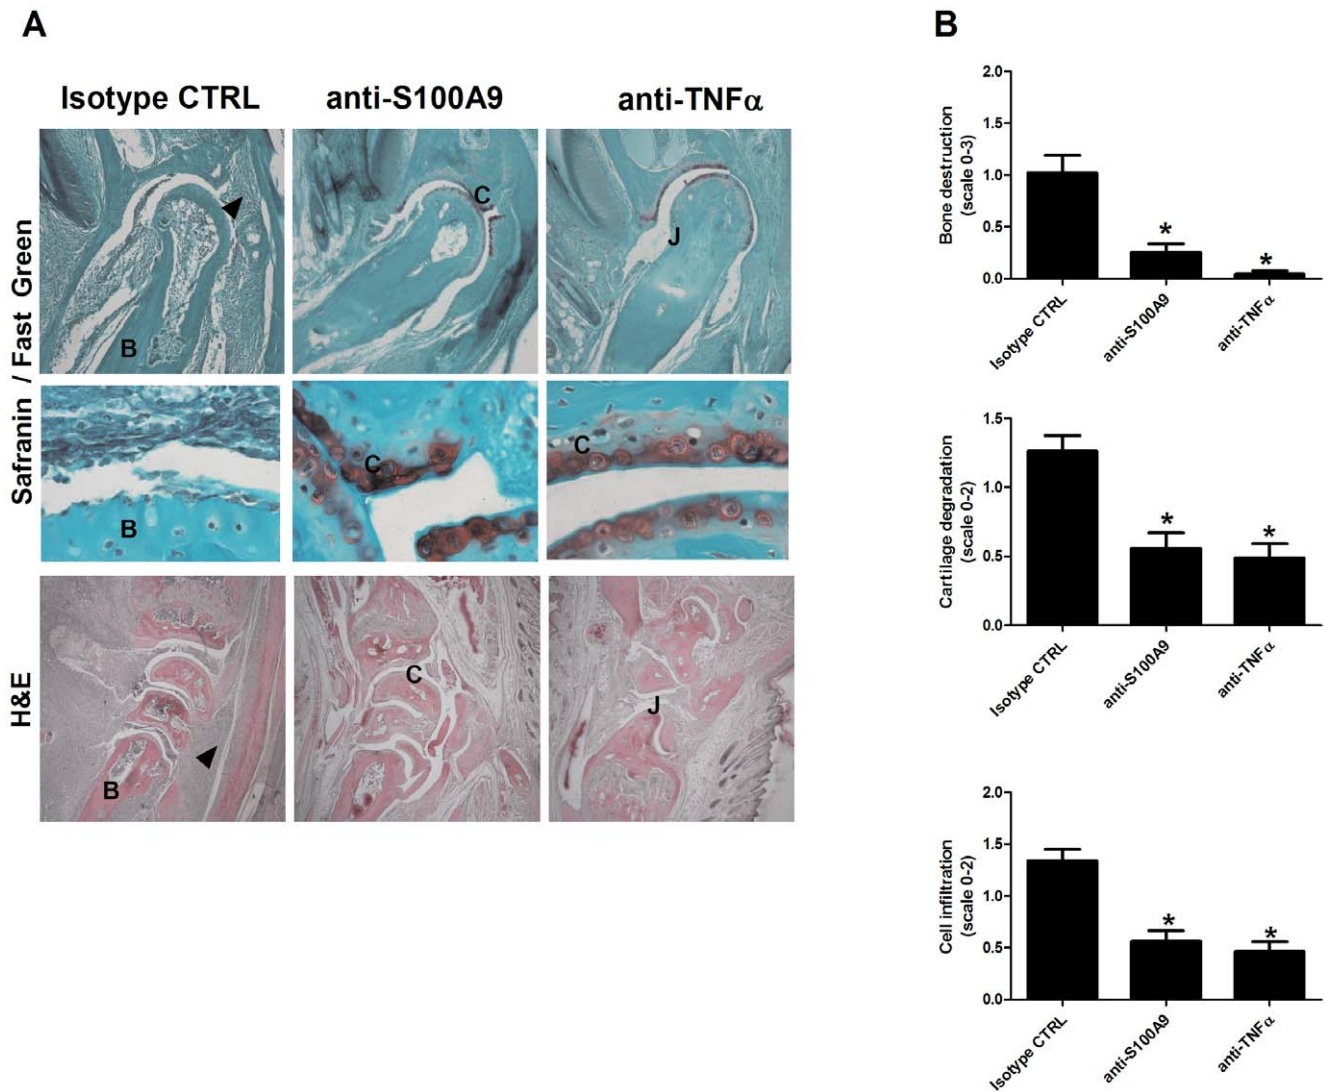 A
B
Isotype CTRL
anti-S100A9
anti-TNFα
Safranin / Fast Green
B
C
J
B
C
C
H&E
B
C
J
Bone destruction
(scale 0-3)
2.0
1.5
1.0
0.5
0.0
*
*
Isotype CTRL
anti-S100A9
anti-TNFα
Cartilage degradation
(scale 0-2)
1.5
1.0
0.5
0.0
*
*
Isotype CTRL
anti-S100A9
anti-TNFα
Cell infiltration
(scale 0-2)
2.0
1.5
1.0
0.5
0.0
*
*
Isotype CTRL
anti-S100A9
anti-TNFα